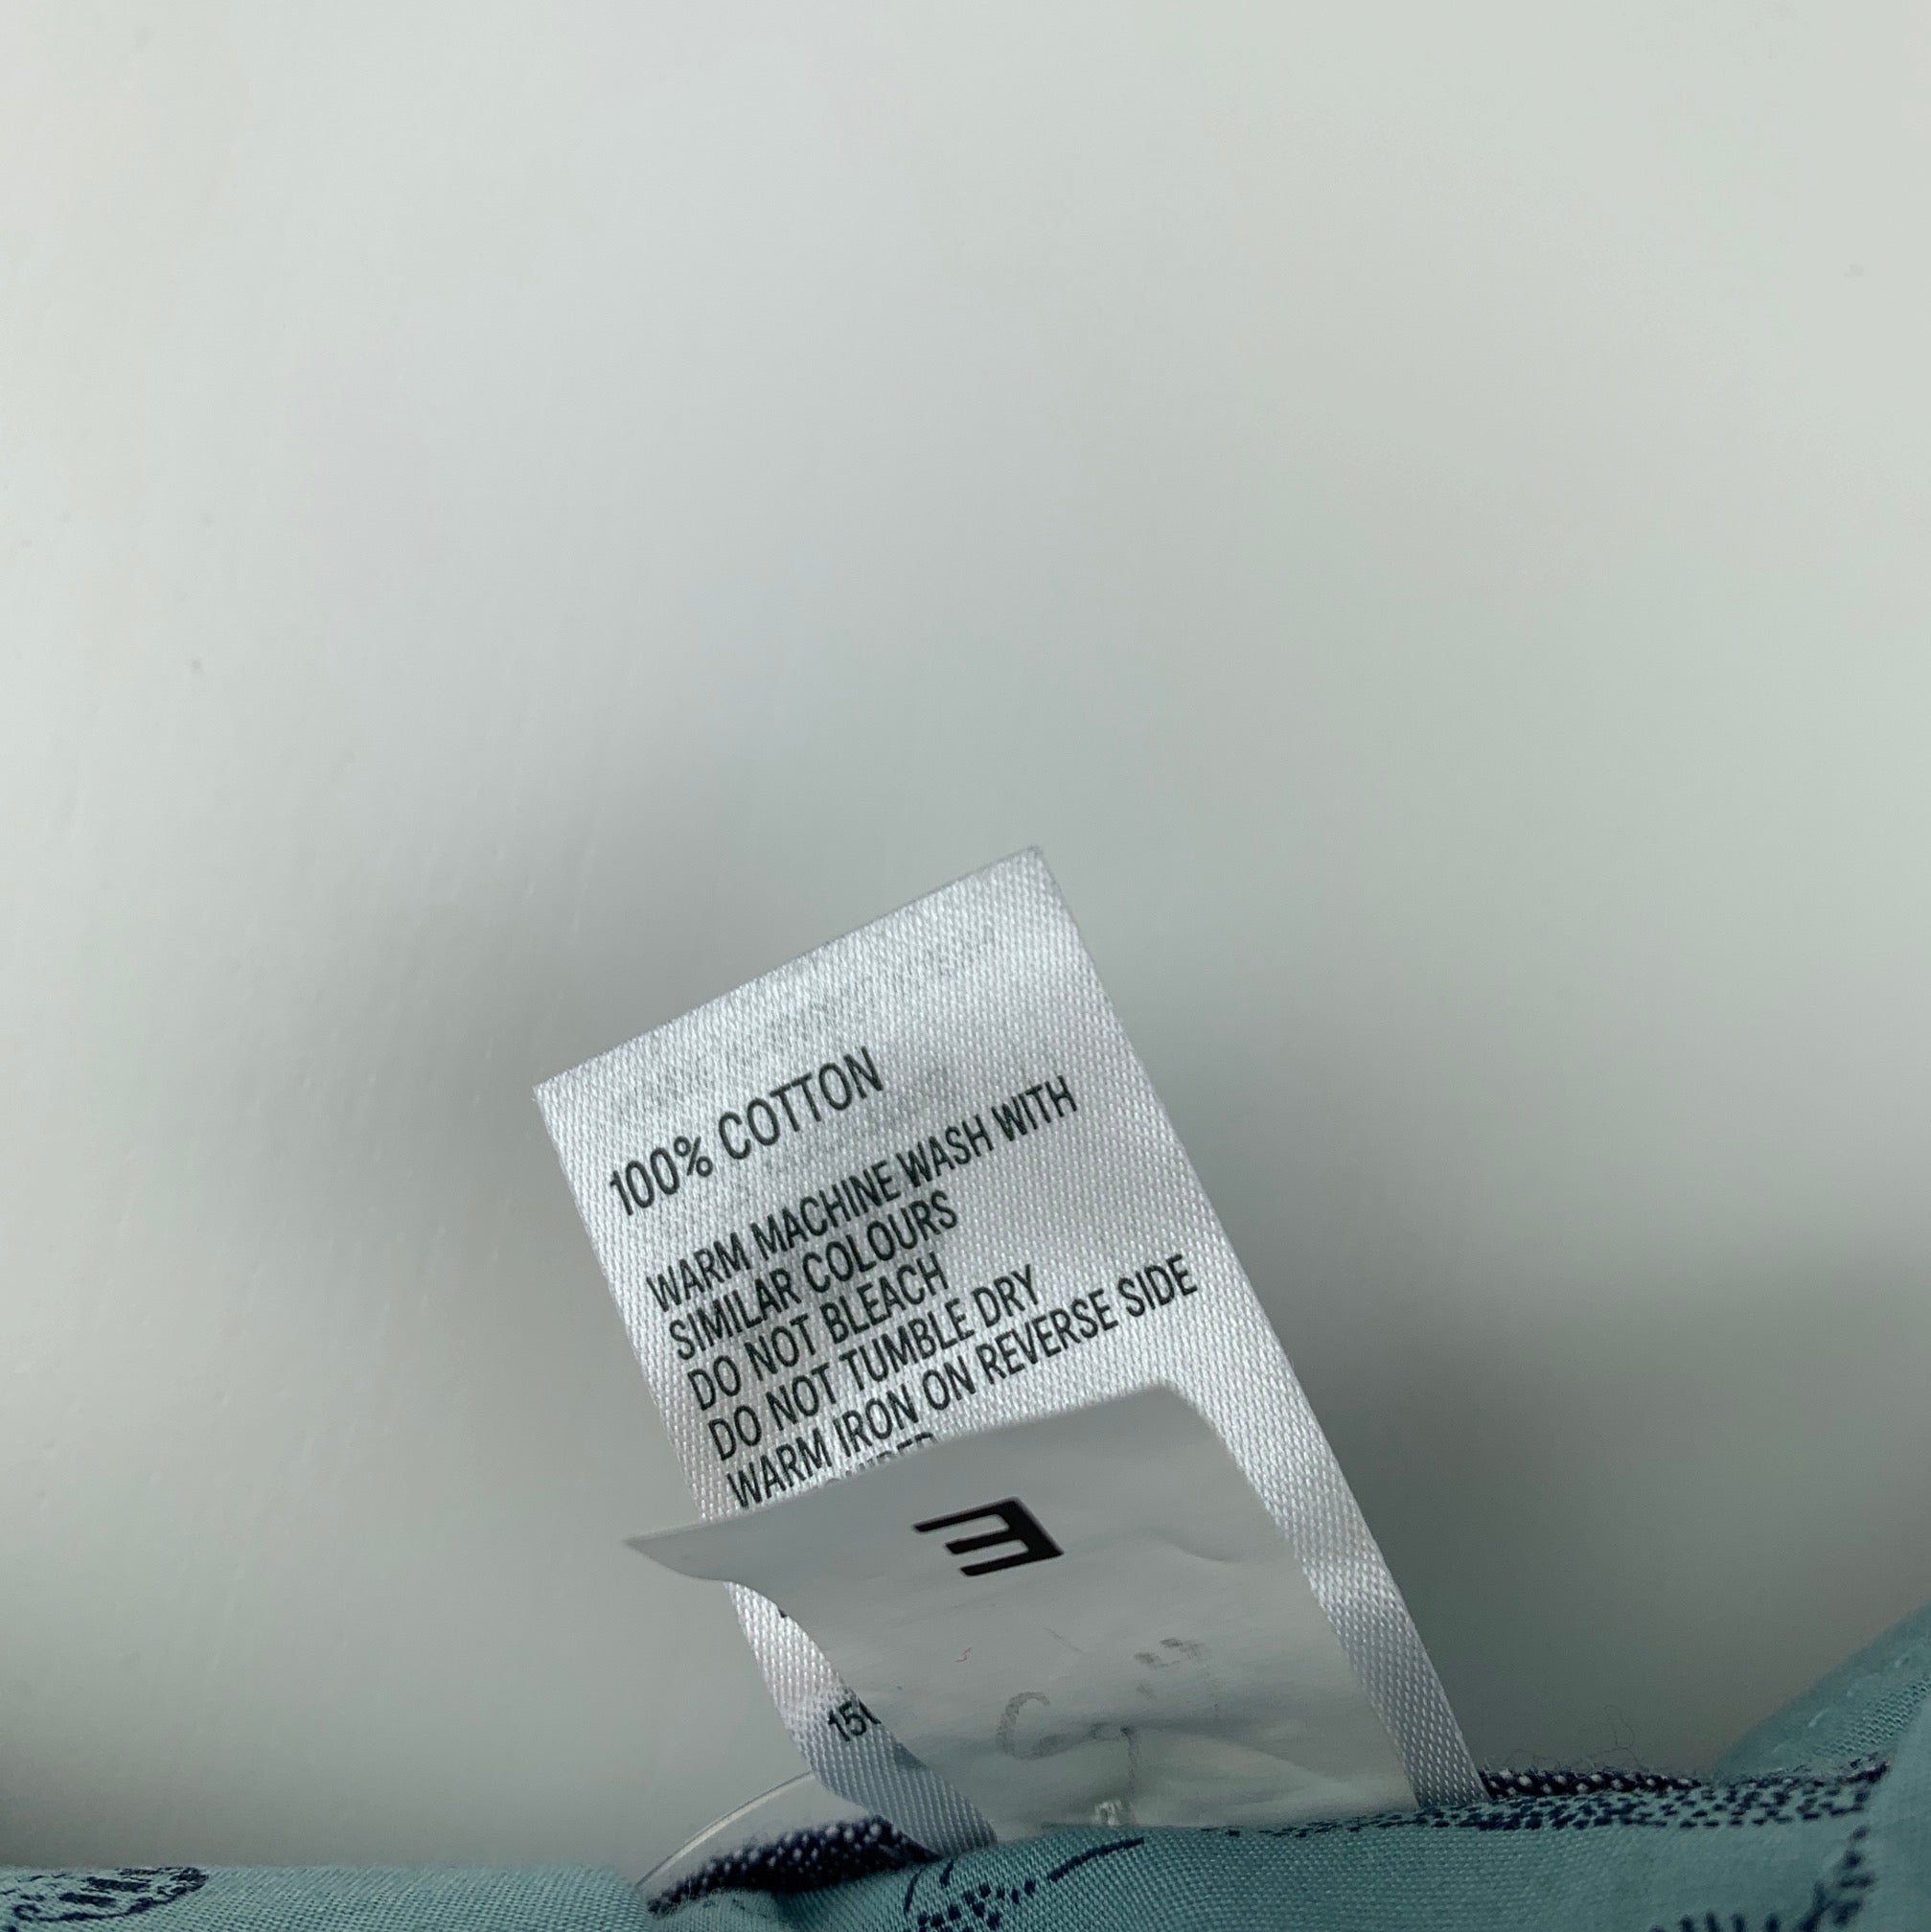 100% COTTON
WARM MACHINE WASH WITH
SIMILAR COLOURS
DO NOT BLEACH
DO NOT TUMBLE DRY
WARM IRON ON REVERSE SIDE
E